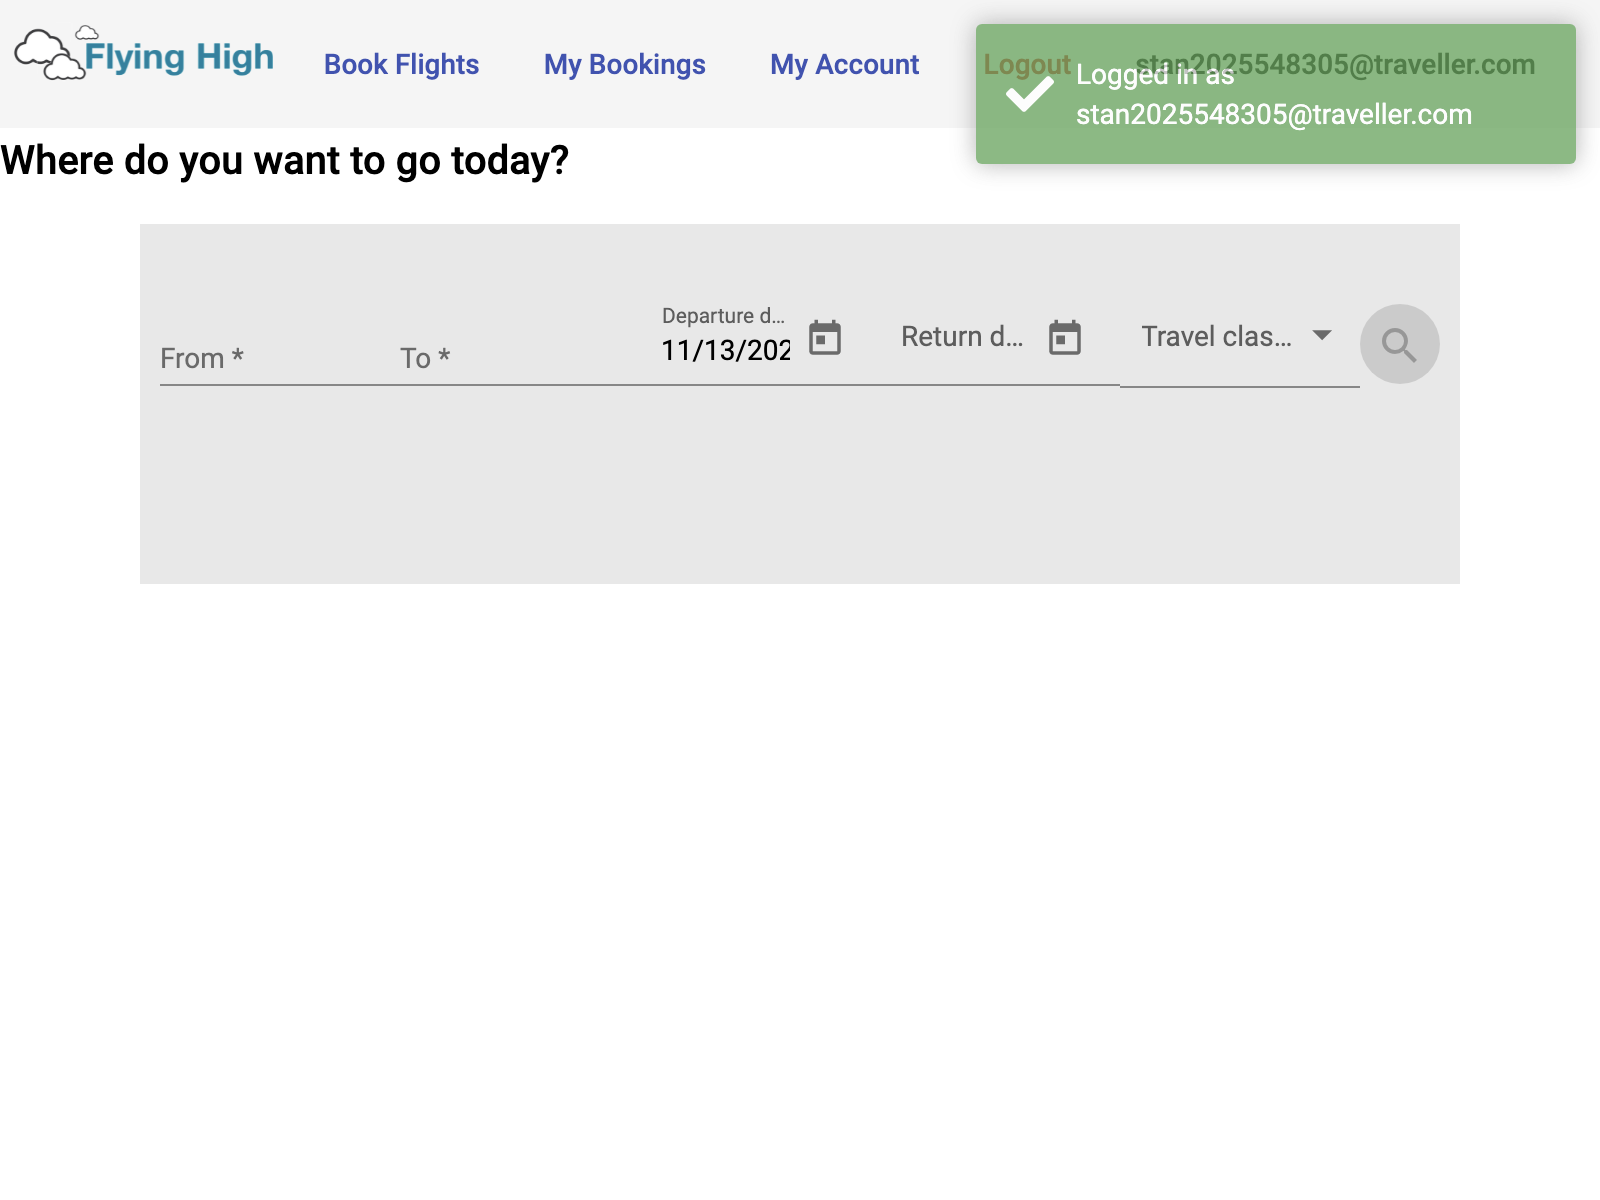 Flying High
Book Flights
My Bookings
My Account
Logout
stan2025548305@traveller.com
Logged in as
stan2025548305@traveller.com
Where do you want to go today?
From *
To *
Departure d...
11/13/202
Return d...
Travel clas...